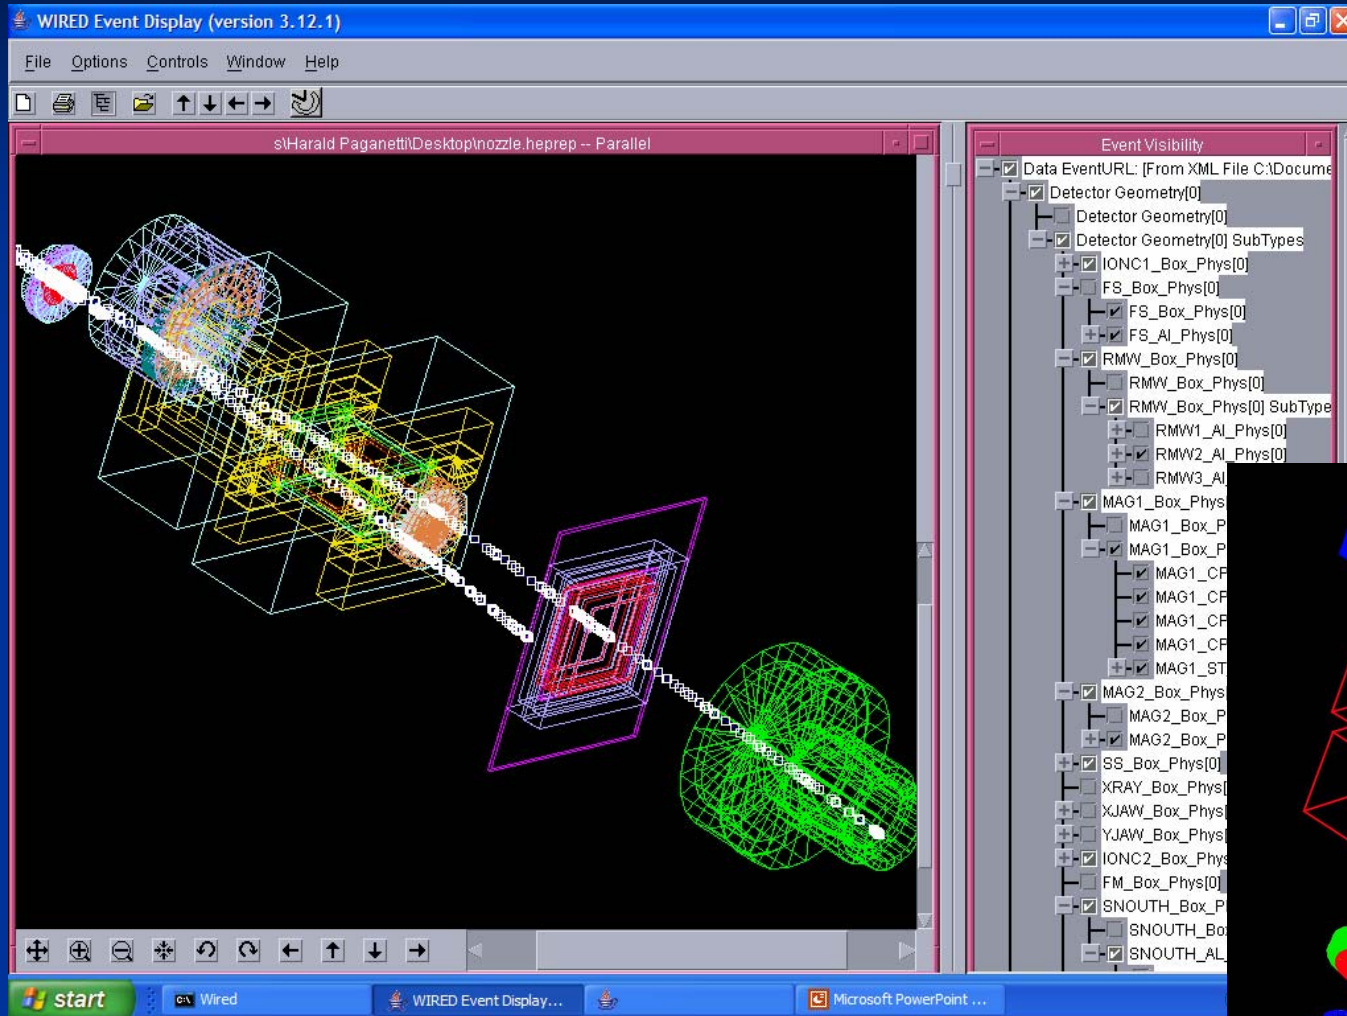 WIRED Event Display (version 3.12.1)
File Options Controls Window Help
s\Harald Paganetti\Desktop\nozzle.heprep -- Parallel
Event Visibility
Data EventURL: [From XML File C:\Docume
Detector Geometry[0]
Detector Geometry[0]
Detector Geometry[0] SubTypes
IONC1_Box_Phys[0]
FS_Box_Phys[0]
FS_Box_Phys[0]
FS_Al_Phys[0]
RMW_Box_Phys[0]
RMW_Box_Phys[0]
RMW_Box_Phys[0] SubType
RMW1_Al_Phys[0]
RMW2_Al_Phys[0]
RMW3_Al
MAG1_Box_Phys
MAG1_Box_P
MAG1_Box_P
MAG1_CF
MAG1_CF
MAG1_CF
MAG1_CF
MAG1_ST
MAG2_Box_Phys
MAG2_Box_P
MAG2_Box_P
SS_Box_Phys[0]
XRAY_Box_Phys[
XJAW_Box_Phys[
YJAW_Box_Phys[
IONC2_Box_Phys
FM_Box_Phys[0]
SNOUTH_Box_P
SNOUTH_Bo
SNOUTH_AL_
start Wired WIRED Event Display... Microsoft PowerPoint ...